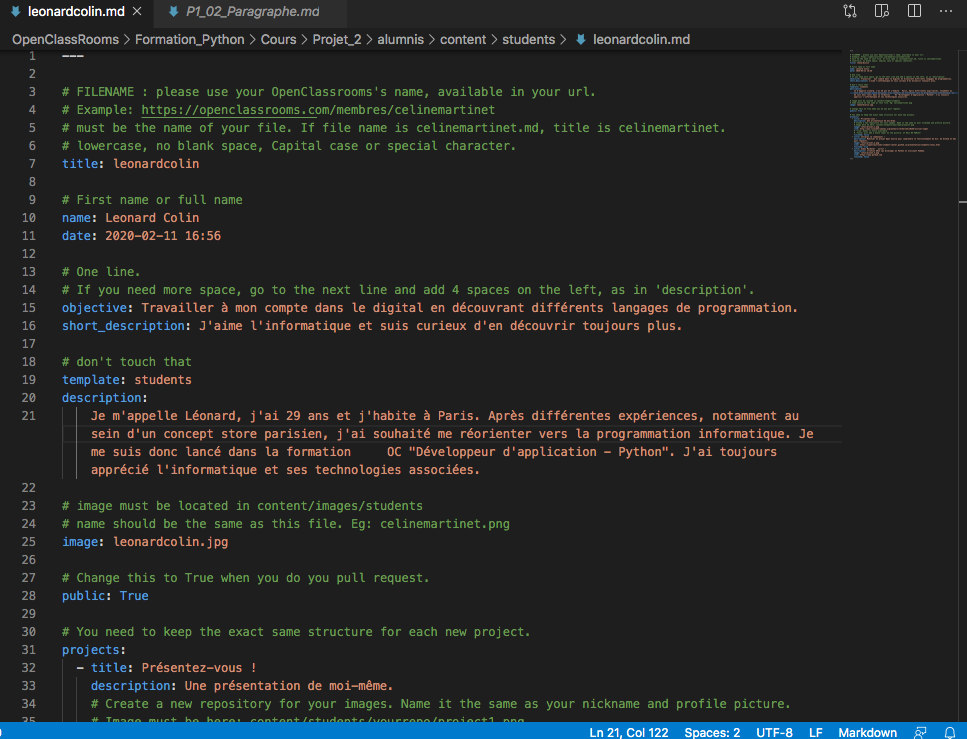 leonardcolin.md
P1_02_Paragraphe.md
OpenClassRooms > Formation_Python > Cours > Projet_2 > alumnis > content > students > leonardcolin.md
1 ---
2
3 # FILENAME : please use your OpenClassrooms's name, available in your url.
4 # Example: https://openclassrooms.com/membres/celinemartinet
5 # must be the name of your file. If file name is celinemartinet.md, title is celinemartinet.
6 # lowercase, no blank space, Capital case or special character.
7 title: leonardcolin
8
9 # First name or full name
10 name: Leonard Colin
11 date: 2020-02-11 16:56
12
13 # One line.
14 # If you need more space, go to the next line and add 4 spaces on the left, as in 'description'.
15 objective: Travailler à mon compte dans le digital en découvrant différents langages de programmation.
16 short_description: J'aime l'informatique et suis curieux d'en découvrir toujours plus.
17
18 # don't touch that
19 template: students
20 description:
21 Je m'appelle Léonard, j'ai 29 ans et j'habite à Paris. Après différentes expériences, notamment au
sein d'un concept store parisien, j'ai souhaité me réorienter vers la programmation informatique. Je
me suis donc lancé dans la formation     OC "Développeur d'application – Python". J'ai toujours
apprécié l'informatique et ses technologies associées.
22
23 # image must be located in content/images/students
24 # name should be the same as this file. Eg: celinemartinet.png
25 image: leonardcolin.jpg
26
27 # Change this to True when you do you pull request.
28 public: True
29
30 # You need to keep the exact same structure for each new project.
31 projects:
32 - title: Présentez-vous !
33 description: Une présentation de moi-même.
34 # Create a new repository for your images. Name it the same as your nickname and profile picture.
35 # Image must be here: content/students/yourrepo/project1.png
Ln 21, Col 122 Spaces: 2 UTF-8 LF Markdown